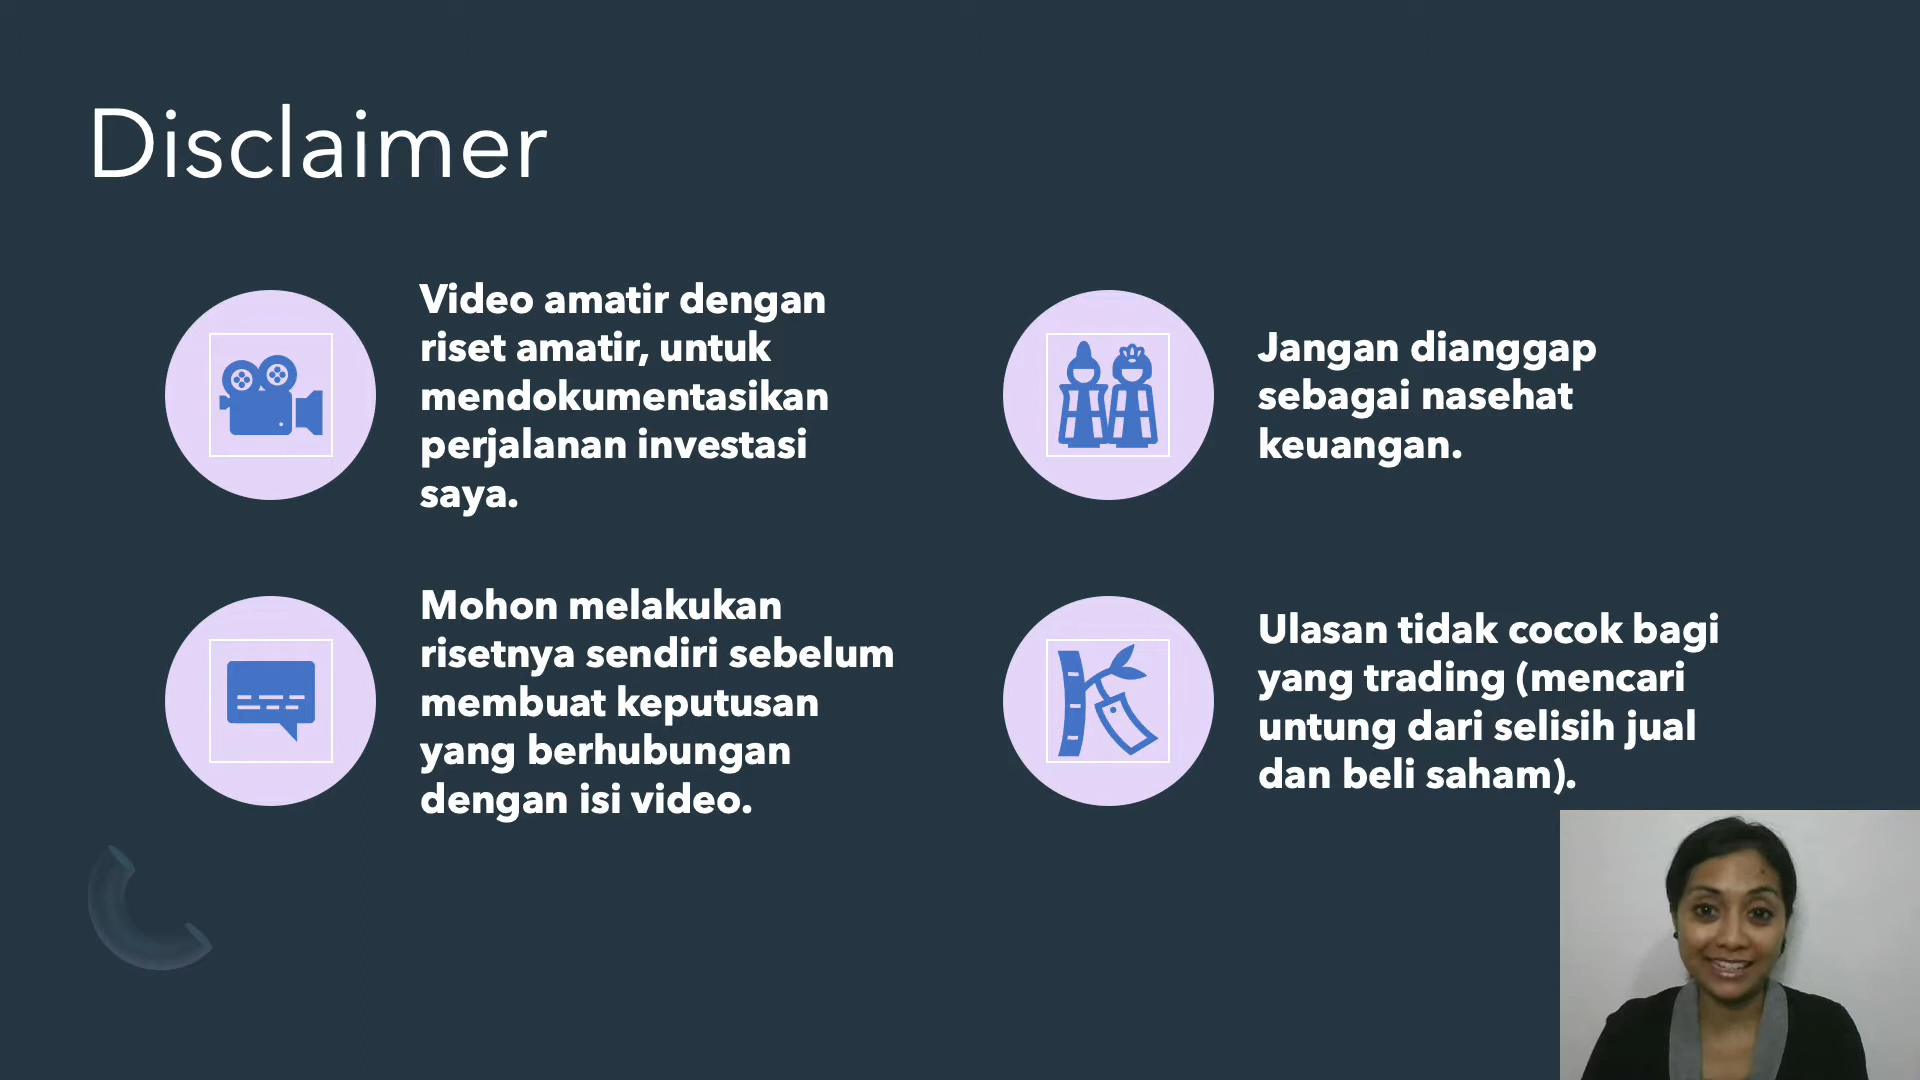 Disclaimer
Video amatir dengan
riset amatir, untuk
mendokumentasikan
perjalanan investasi
saya.
Jangan dianggap
sebagai nasehat
keuangan.
Mohon melakukan
risetnya sendiri sebelum
membuat keputusan
yang berhubungan
dengan isi video.
Ulasan tidak cocok bagi
yang trading (mencari
untung dari selisih jual
dan beli saham).